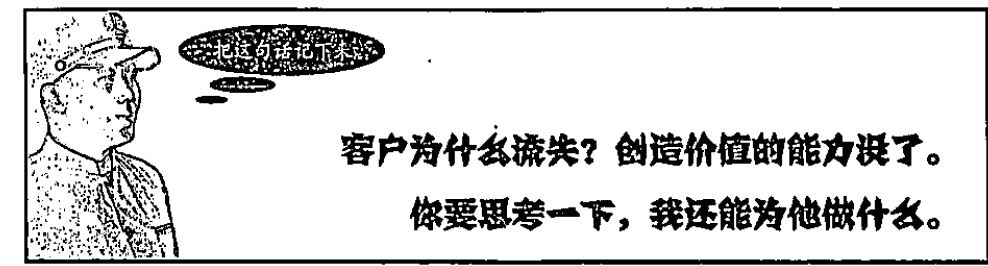 把这句话记下来
客户为什么流失？创造价值的能力没了。
你要思考一下，我还能为他做什么。